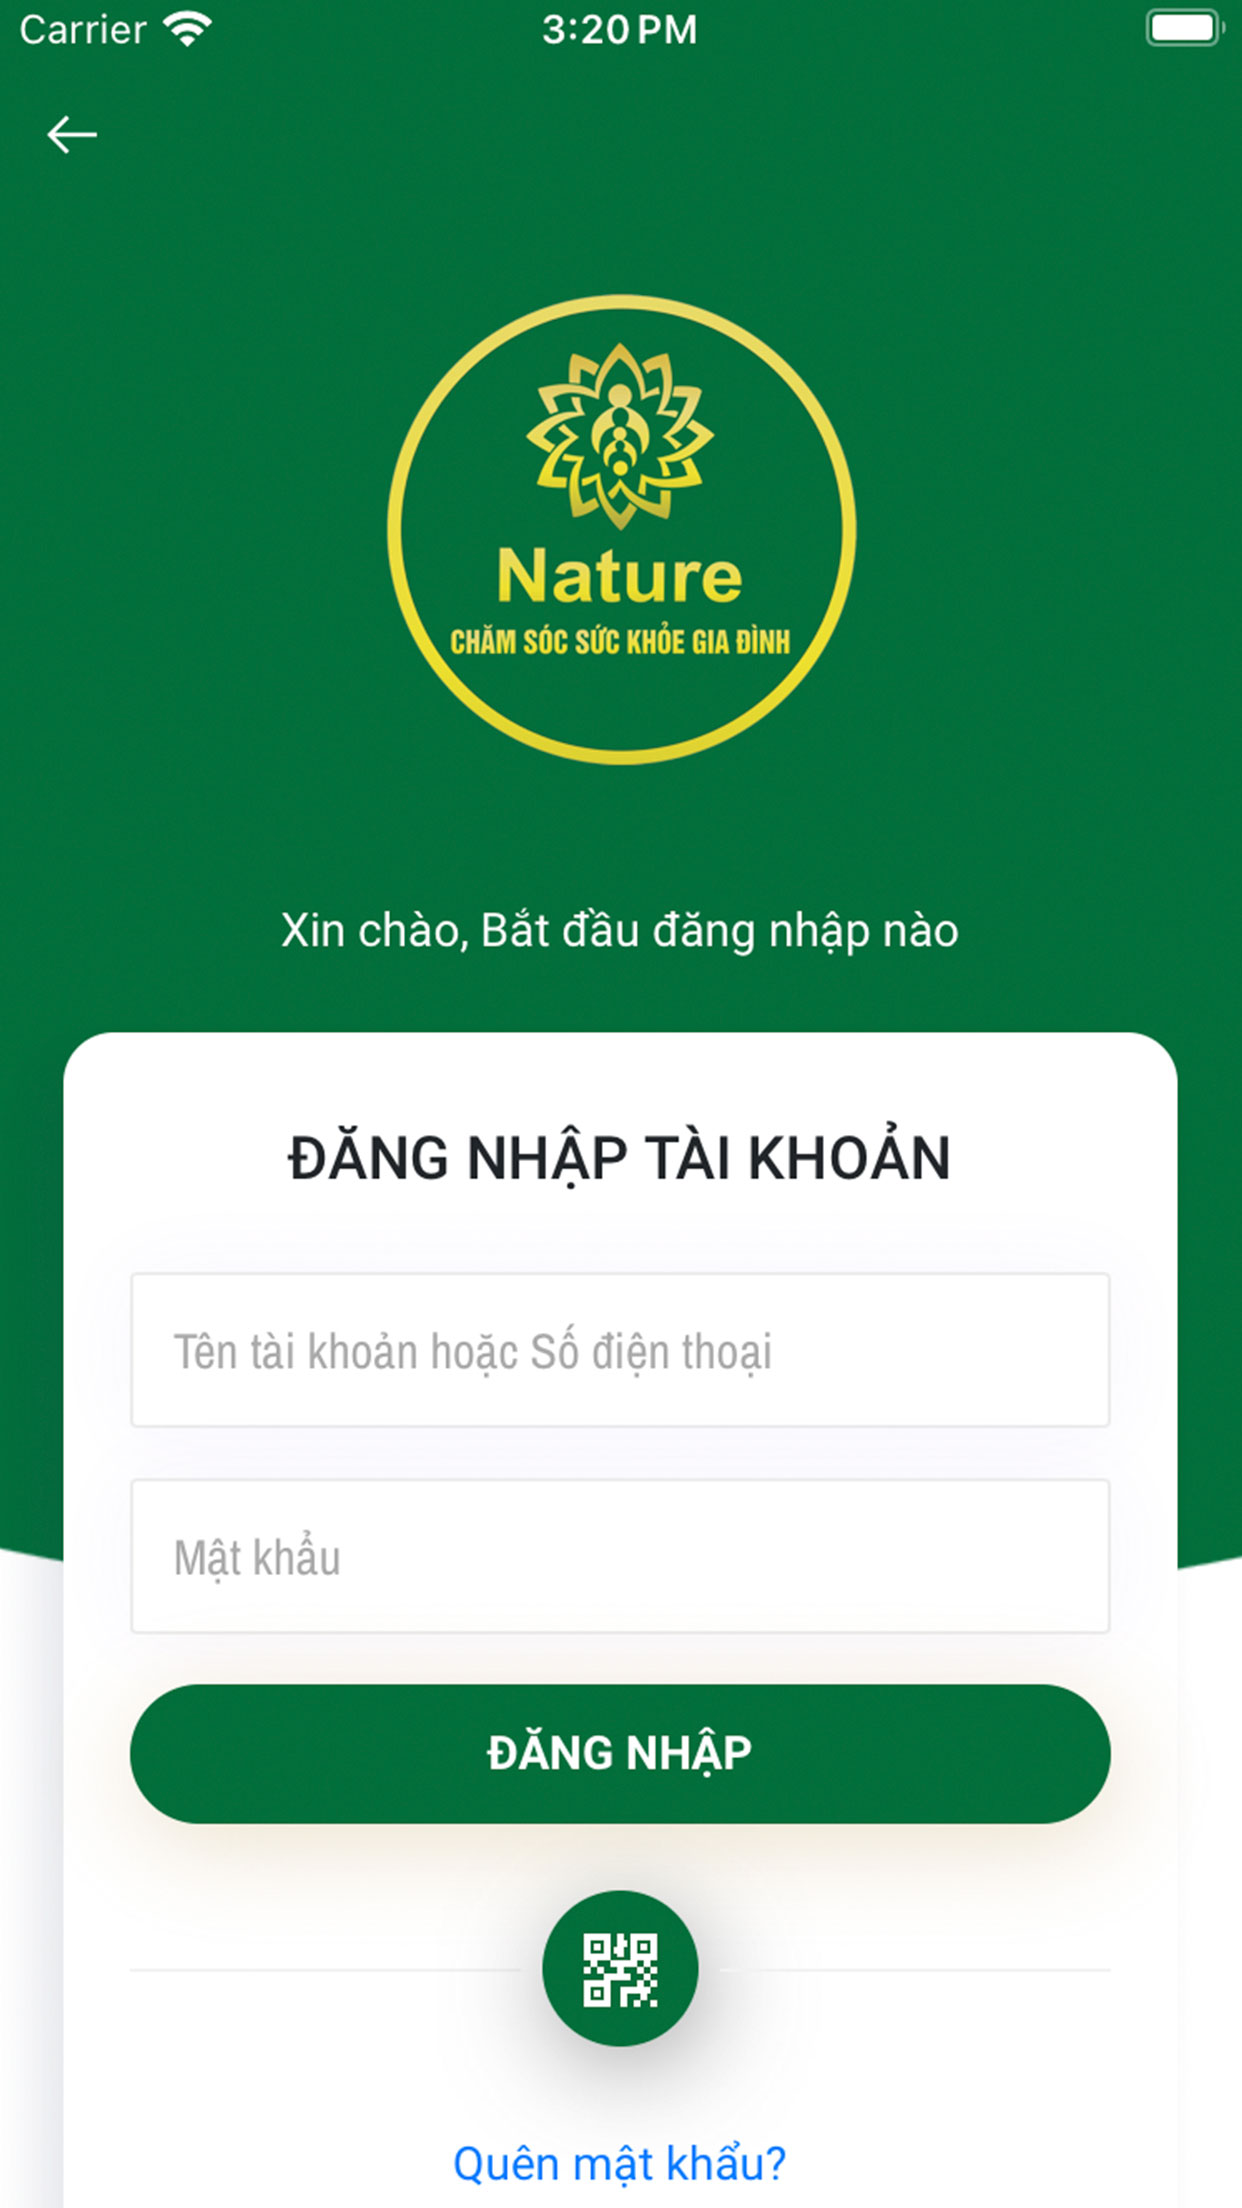 Carrier 3:20 PM
Nature
CHĂM SÓC SỨC KHỎE GIA ĐÌNH
Xin chào, Bắt đầu đăng nhập nào
ĐĂNG NHẬP TÀI KHOẢN
Tên tài khoản hoặc Số điện thoại
Mật khẩu
ĐĂNG NHẬP
Quên mật khẩu?